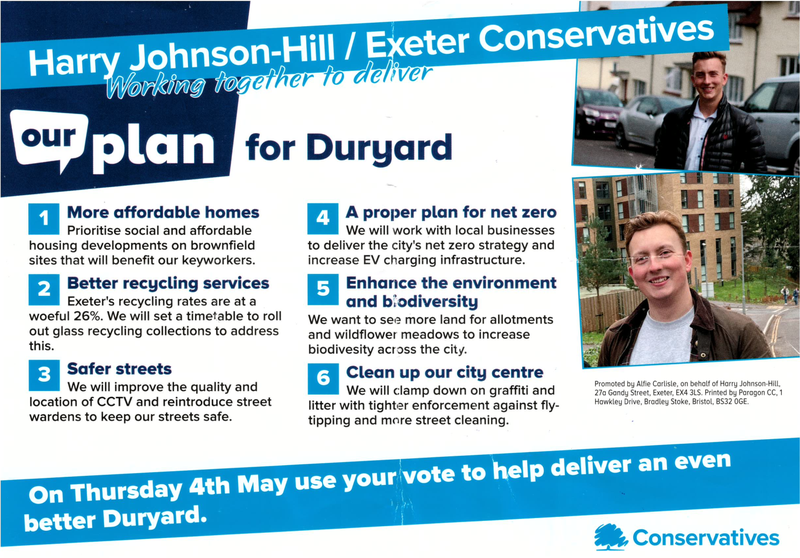 Harry Johnson-Hill / Exeter Conservatives
Working together to deliver
our plan for Duryard
1 More affordable homes
Prioritise social and affordable
housing developments on brownfield
sites that will benefit our keyworkers.
2 Better recycling services
Exeter's recycling rates are at a
woeful 26%. We will set a timetable to roll
out glass recycling collections to address
this.
3 Safer streets
We will improve the quality and
location of CCTV and reintroduce street
wardens to keep our streets safe.
4 A proper plan for net zero
We will work with local businesses
to deliver the city's net zero strategy and
increase EV charging infrastructure.
5 Enhance the environment
and biodiversity
We want to see more land for allotments
and wildflower meadows to increase
biodiversity across the city.
6 Clean up our city centre
We will clamp down on graffiti and
litter with tighter enforcement against fly-
tipping and more street cleaning.
Promoted by Alfie Carlisle, on behalf of Harry Johnson-Hill,
27a Gandy Street, Exeter, EX4 3LS. Printed by Paragon CC, 1
Hawkley Drive, Bradley Stoke, Bristol, BS32 0GE.
On Thursday 4th May use your vote to help deliver an even
better Duryard.
Conservatives